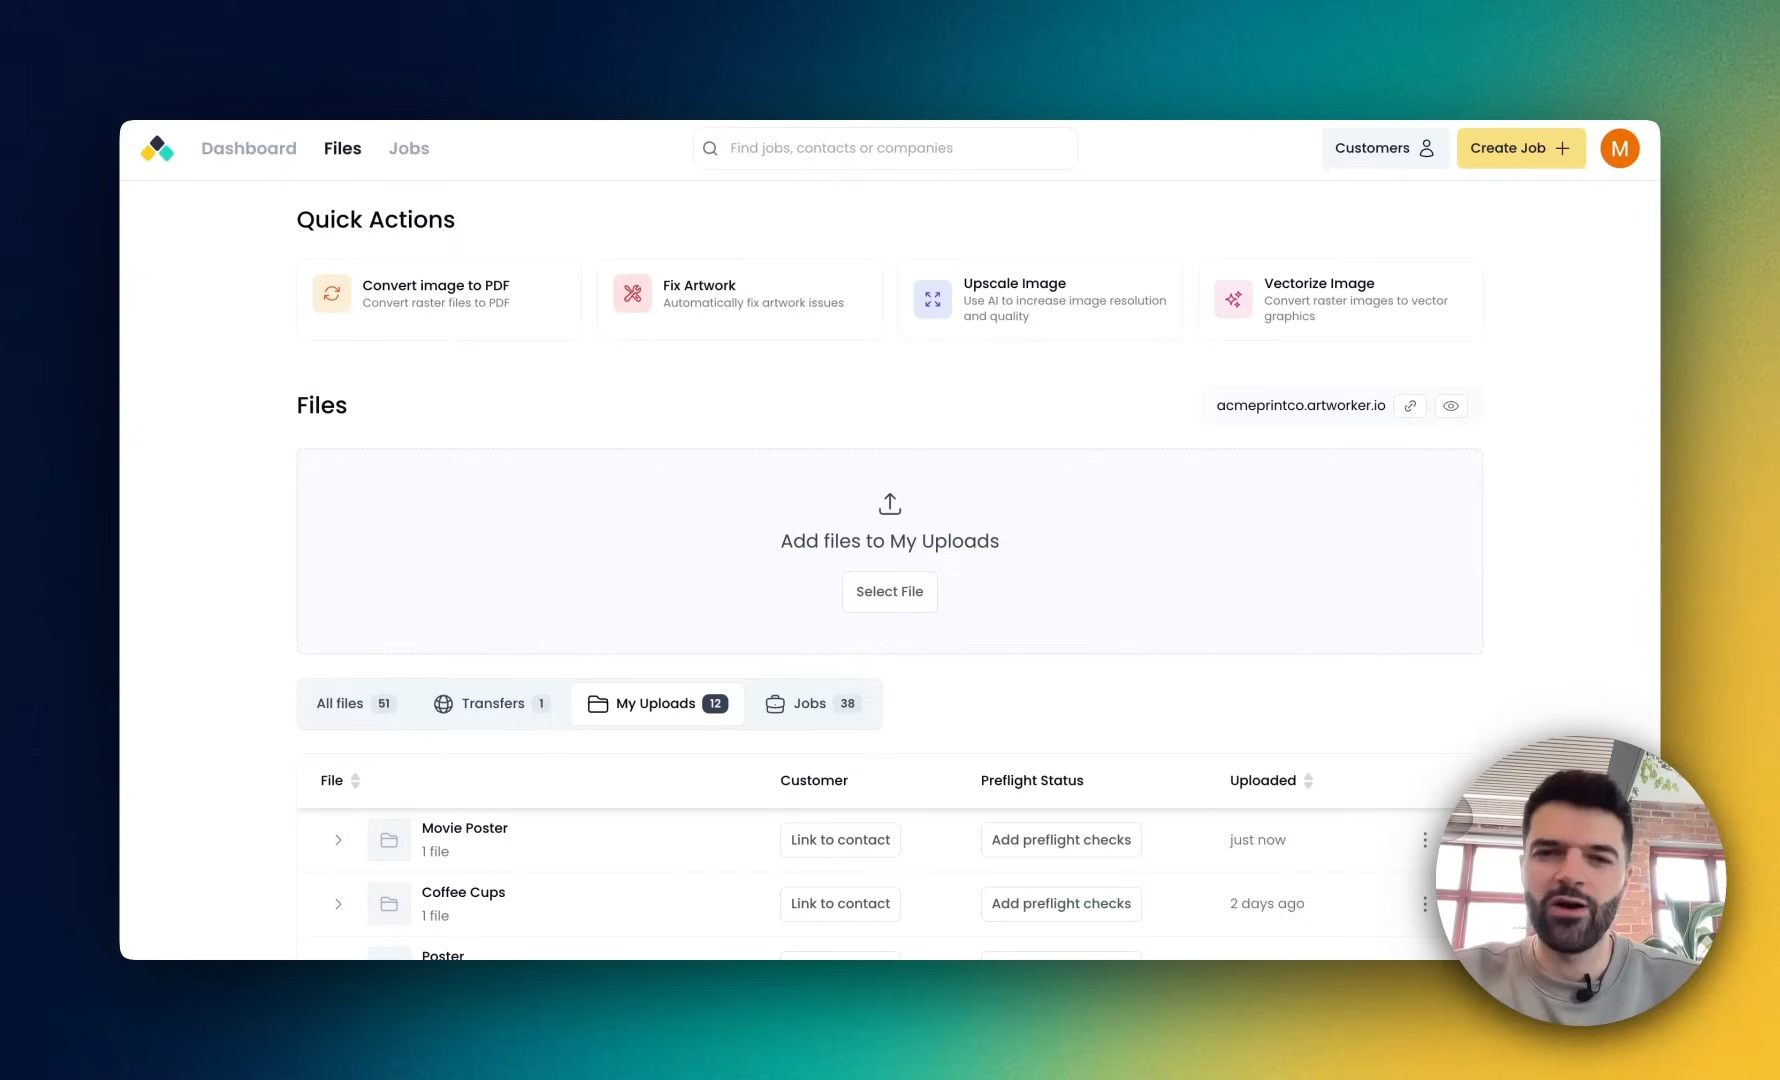 Dashboard Files Jobs Find jobs, contacts or companies Customers Create Job M
Quick Actions
Convert image to PDF
Convert raster files to PDF
Fix Artwork
Automatically fix artwork issues
Upscale Image
Use AI to increase image resolution
and quality
Vectorize Image
Convert raster images to vector
graphics
Files
acmeprintco.artworker.io
Add files to My Uploads
Select File
All files 51 Transfers 1 My Uploads 12 Jobs 38
File Customer Preflight Status Uploaded
Movie Poster
1 file
Link to contact Add preflight checks just now
Coffee Cups
1 file
Link to contact Add preflight checks 2 days ago
Poster